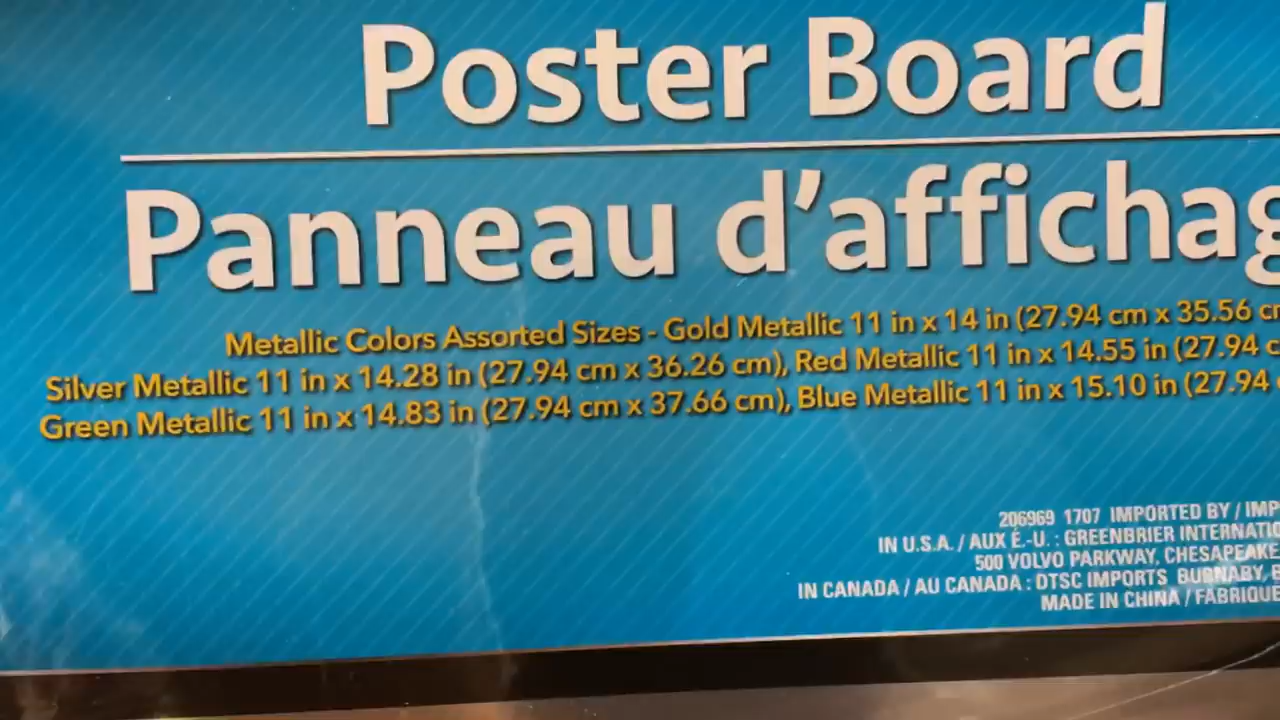 Poster Board
Panneau d'affichag
Metallic Colors Assorted Sizes - Gold Metallic 11 in x 14 in (27.94 cm x 35.56 cm
Silver Metallic 11 in x 14.28 in (27.94 cm x 36.26 cm), Red Metallic 11 in x 14.55 in (27.94 c
Green Metallic 11 in x 14.83 in (27.94 cm x 37.66 cm), Blue Metallic 11 in x 15.10 in (27.94
206969 1707 IMPORTED BY / IMP
IN U.S.A. / AUX É.-U. : GREENBRIER INTERNATIO
500 VOLVO PARKWAY, CHESAPEAKE,
IN CANADA / AU CANADA : DTSC IMPORTS BURNABY, B
MADE IN CHINA / FABRIQUÉ